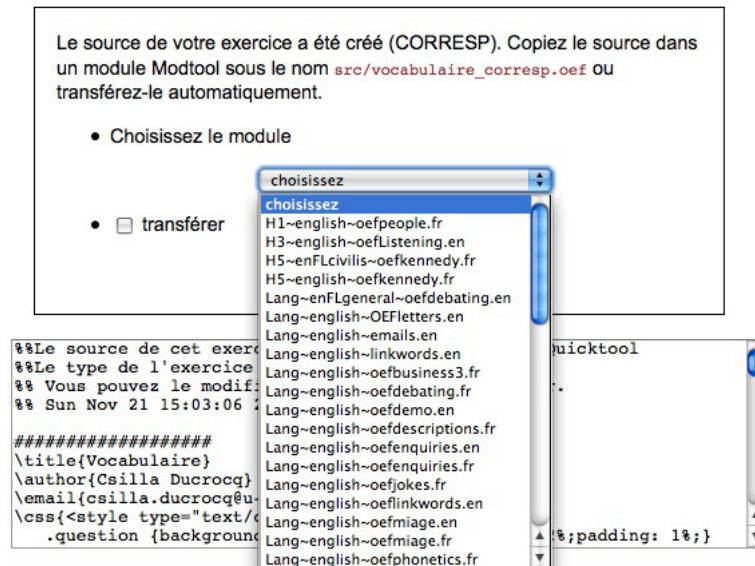 Le source de votre exercice a été créé (CORRESP). Copiez le source dans
un module Modtool sous le nom src/vocabulaire_corresp.oef ou
transférez-le automatiquement.
• Choisissez le module
choisissez
• transférer
choisissez
H1~english~oefpeople.fr
H3~english~oefListening.en
H5~enFLcivilis~oefkennedy.fr
H5~english~oefkennedy.fr
Lang~enFLgeneral~oefdebating.en
Lang~english~OEFletters.en
Lang~english~emails.en
Lang~english~linkwords.en
Lang~english~oefbusiness3.fr
Lang~english~oefdebating.fr
Lang~english~oefdemo.en
Lang~english~oefdescriptions.fr
Lang~english~oefenquiries.en
Lang~english~oefenquiries.fr
Lang~english~oefjokes.fr
Lang~english~oeflinkwords.en
Lang~english~oefmiage.en
Lang~english~oefmiage.fr
Lang~english~oefphonetics.fr
%%Le source de cet exerc uicktool
%%Le type de l'exercice
%% Vous pouvez le modifi .
%% Sun Nov 21 15:03:06
###################
\title{Vocabulaire}
\author{Csilla Ducrocq}
\email{csilla.ducrocq@u-
\css{<style type="text/
.question {background %;padding: 1%;}